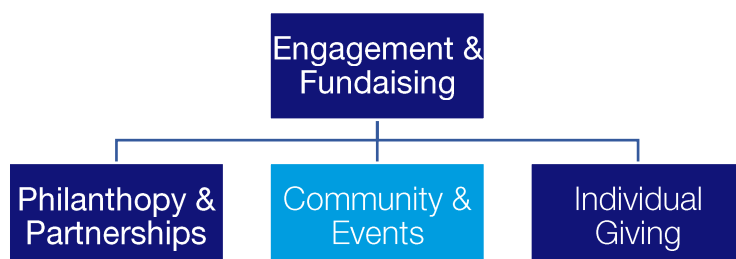 Engagement &
Fundaising
Philanthopy &
Partnerships
Community &
Events
Individual
Giving